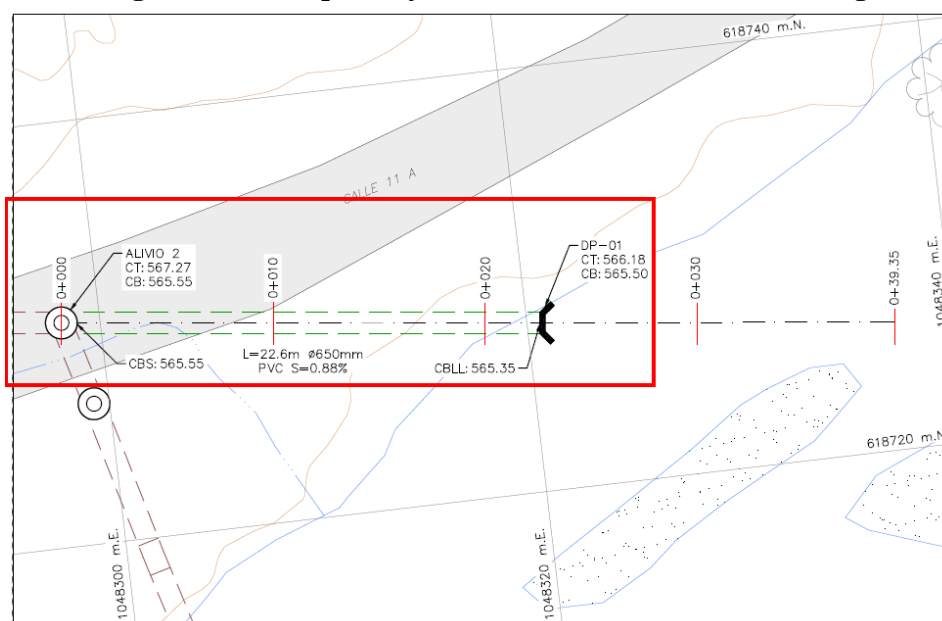 618740 m.N.
CALLE 11 A
ALIVIO 2
CT: 567.27
CB: 565.55
0+000
0+010
0+020
DP-01
CT: 566.18
CB: 565.50
0+030
0+39.35
1048340 m.E.
CBS: 565.55
L=22.6m ø650mm
PVC S=0.88%
CBLL: 565.35
618720 m.N.
1048300 m.E.
1048320 m.E.